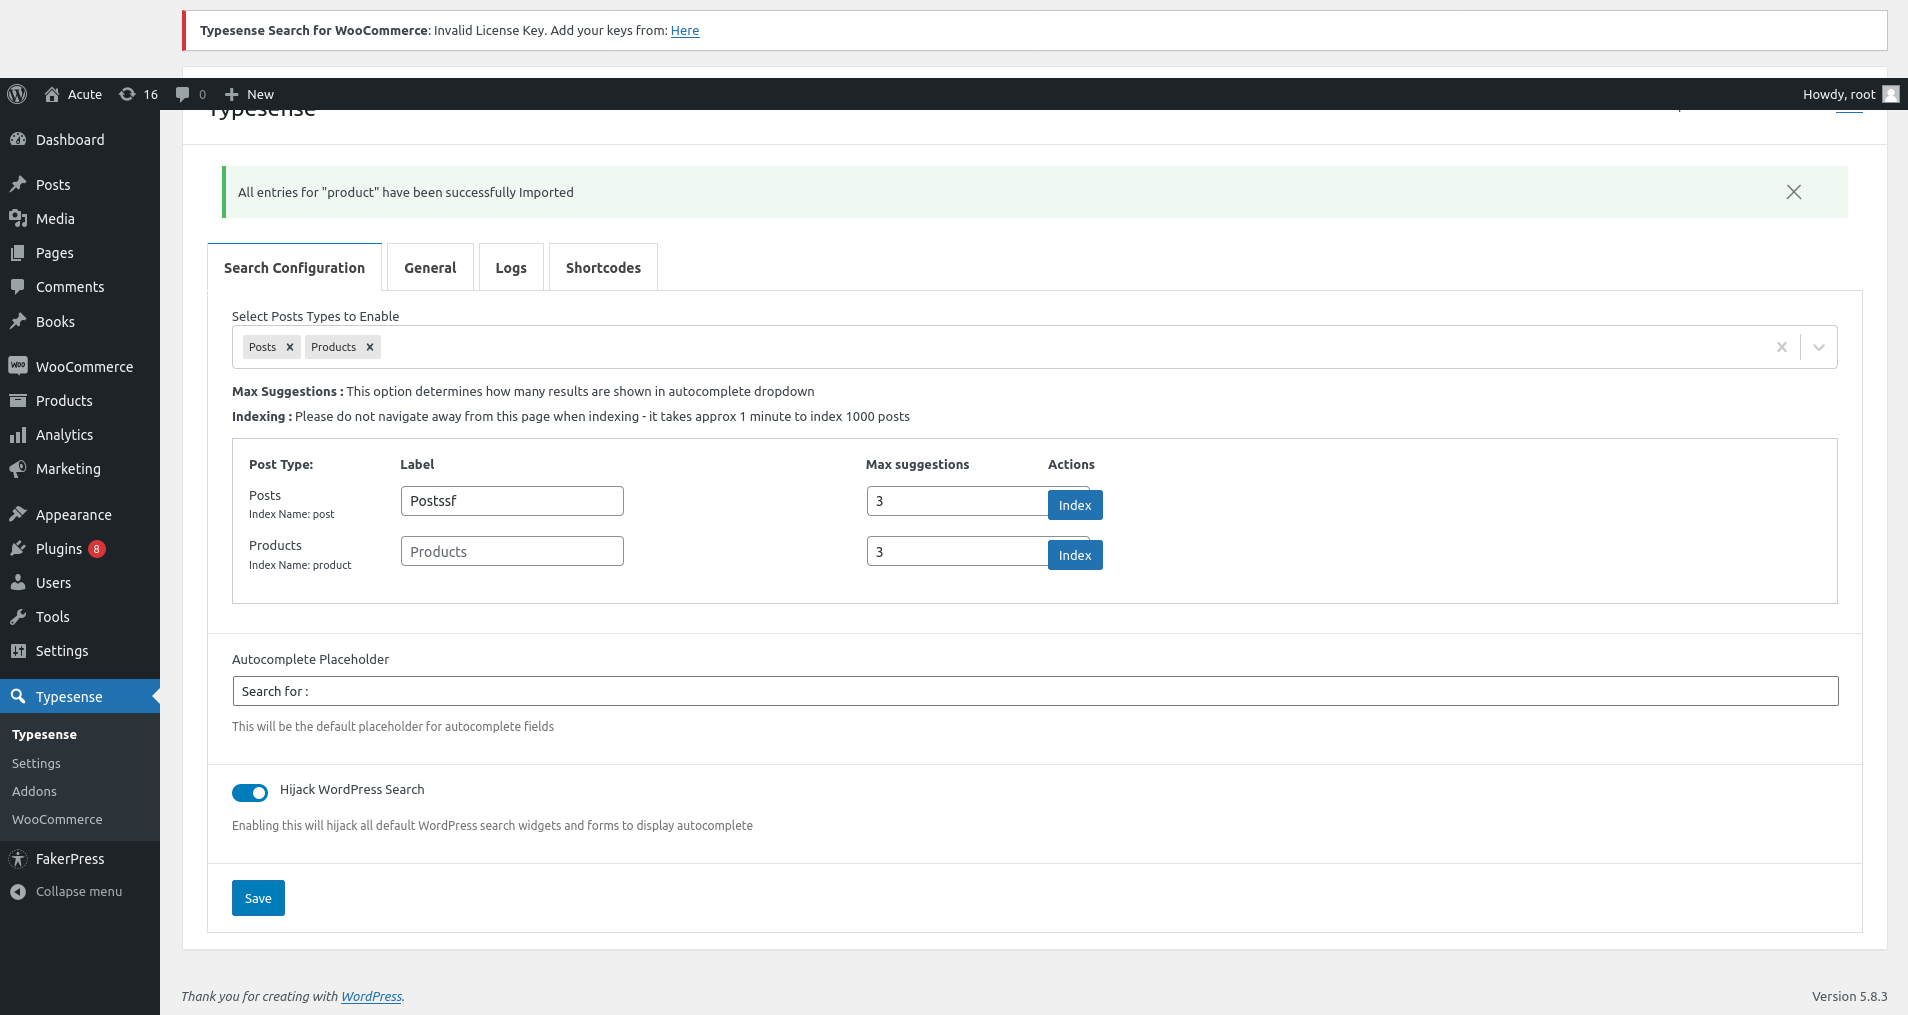 Typesense Search for WooCommerce: Invalid License Key. Add your keys from: Here
Acute 16 0 New Howdy, root
Typesense
Dashboard
Posts
Media
Pages
Comments
Books
WooCommerce
Products
Analytics
Marketing
Appearance
Plugins 8
Users
Tools
Settings
Typesense
Typesense
Settings
Addons
WooCommerce
FakerPress
Collapse menu
All entries for "product" have been successfully Imported
Search Configuration General Logs Shortcodes
Select Posts Types to Enable
Posts Products
Max Suggestions : This option determines how many results are shown in autocomplete dropdown
Indexing : Please do not navigate away from this page when indexing - it takes approx 1 minute to index 1000 posts
Post Type: Label Max suggestions Actions
Posts
Index Name: post
Postssf 3 Index
Products
Index Name: product
Products 3 Index
Autocomplete Placeholder
Search for :
This will be the default placeholder for autocomplete fields
Hijack WordPress Search
Enabling this will hijack all default WordPress search widgets and forms to display autocomplete
Save
Thank you for creating with WordPress.
Version 5.8.3